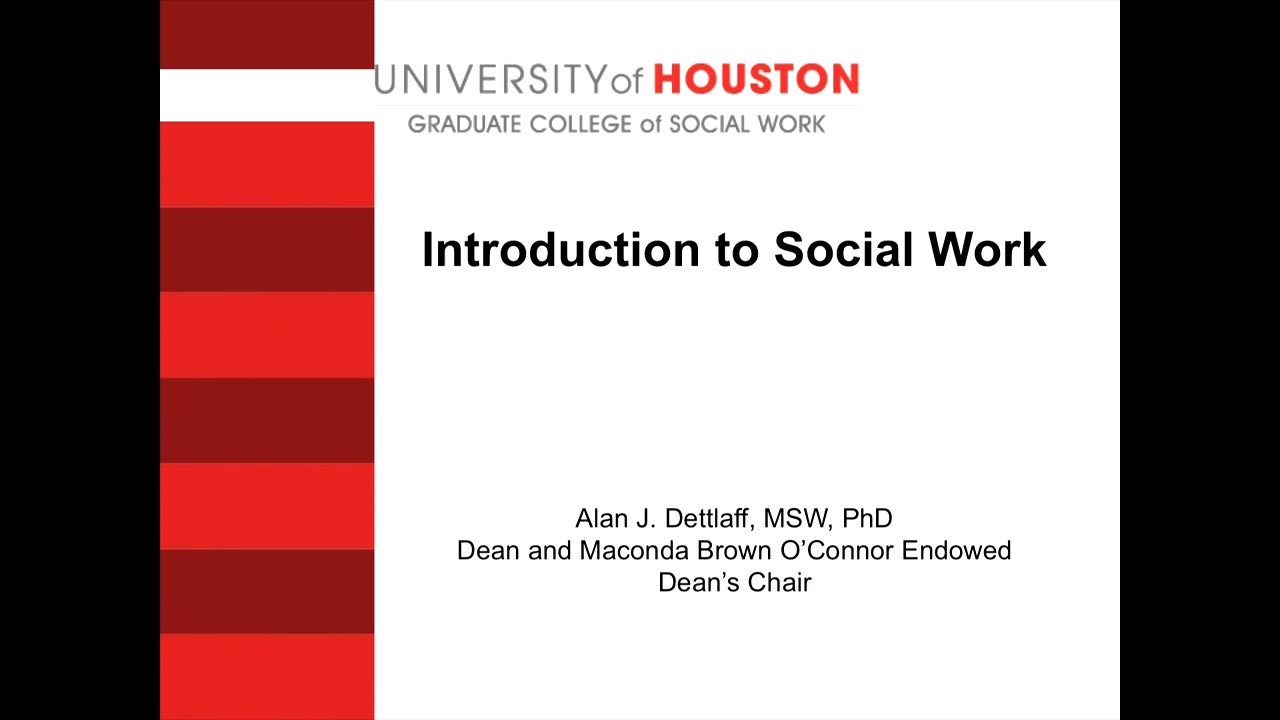 UNIVERSITY of HOUSTON
GRADUATE COLLEGE of SOCIAL WORK
Introduction to Social Work
Alan J. Dettlaff, MSW, PhD
Dean and Maconda Brown O’Connor Endowed
Dean’s Chair